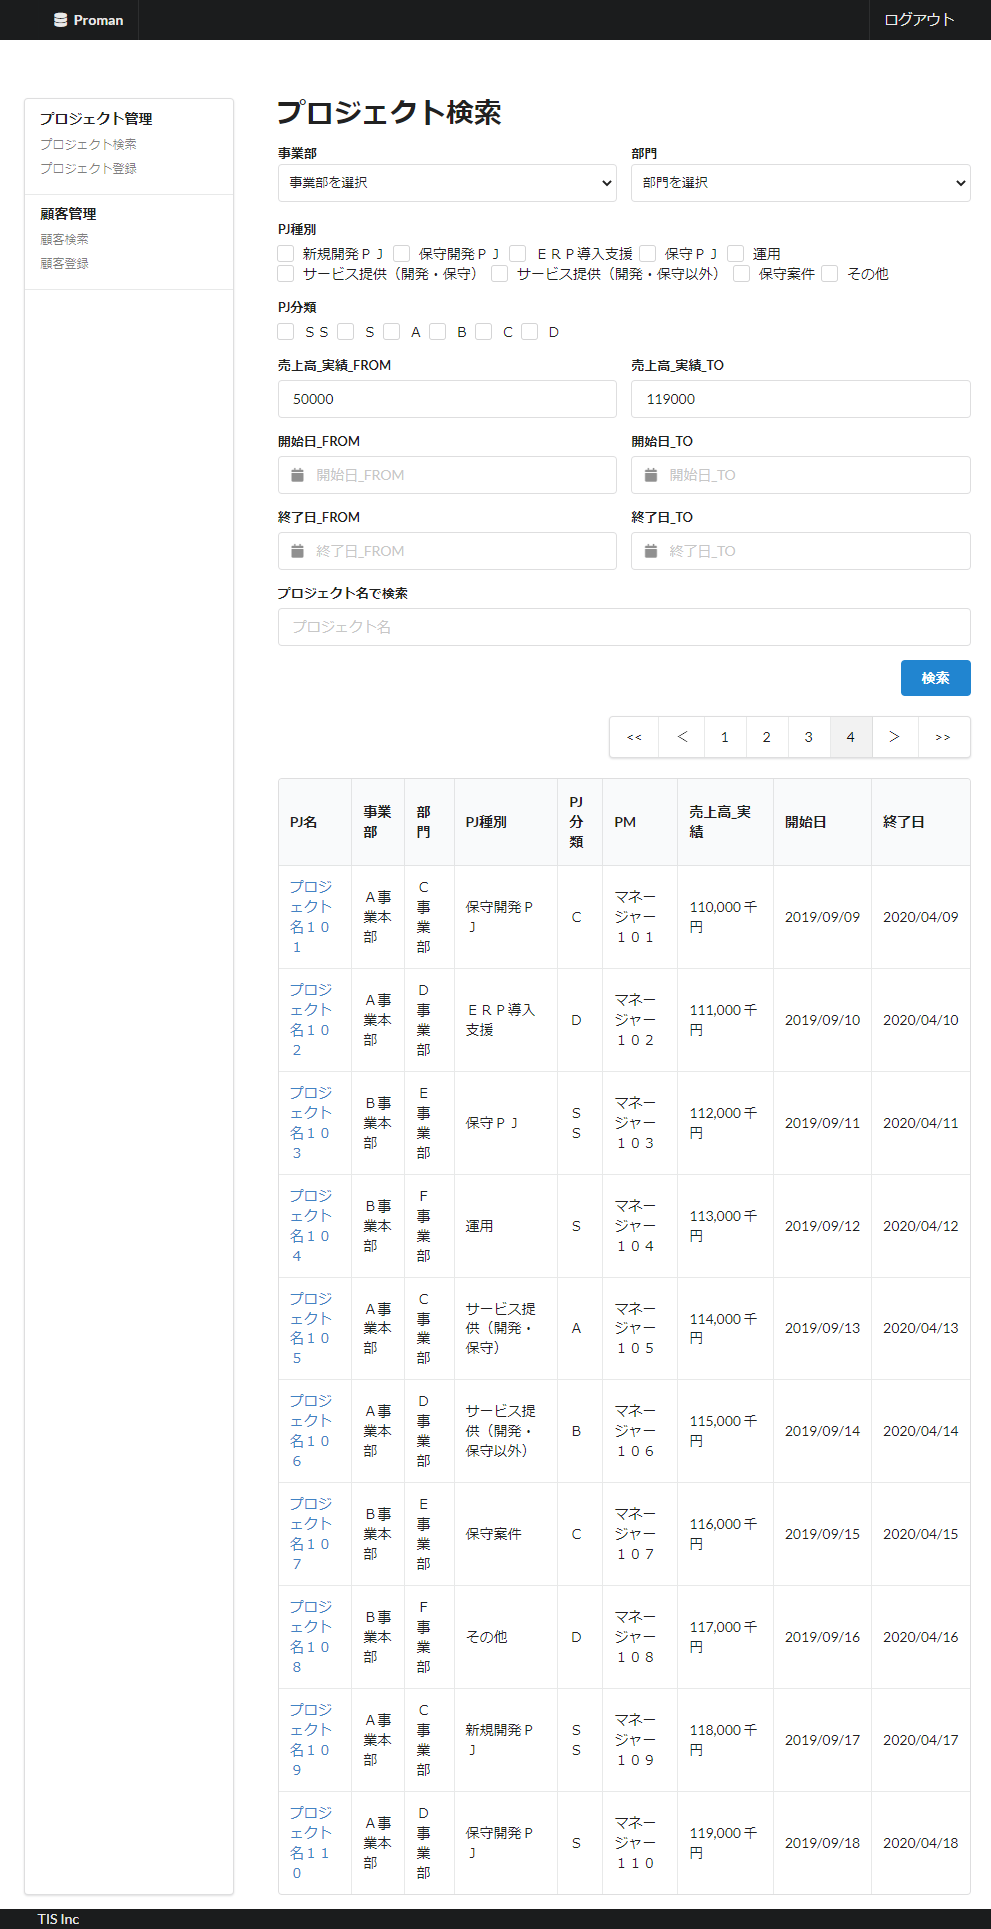 Proman
ログアウト
プロジェクト管理
プロジェクト検索
プロジェクト登録
顧客管理
顧客検索
顧客登録
プロジェクト検索
事業部 部門
事業部を選択 部門を選択
PJ種別
新規開発ＰＪ 保守開発ＰＪ ＥＲＰ導入支援 保守ＰＪ 運用
サービス提供（開発・保守） サービス提供（開発・保守以外） 保守案件 その他
PJ分類
ＳＳ Ｓ Ａ Ｂ Ｃ Ｄ
売上高_実績_FROM 売上高_実績_TO
50000 119000
開始日_FROM 開始日_TO
開始日_FROM 開始日_TO
終了日_FROM 終了日_TO
終了日_FROM 終了日_TO
プロジェクト名で検索
プロジェクト名
検索
<< ＜ 1 2 3 4 ＞ >>
PJ名 事業部 部門 PJ種別 PJ分類 PM 売上高_実績 開始日 終了日
プロジェクト名１０１ Ａ事業本部 Ｃ事業部 保守開発ＰＪ Ｃ マネージャー１０１ 110,000 千円 2019/09/09 2020/04/09
プロジェクト名１０２ Ａ事業本部 Ｄ事業部 ＥＲＰ導入支援 Ｄ マネージャー１０２ 111,000 千円 2019/09/10 2020/04/10
プロジェクト名１０３ Ｂ事業本部 Ｅ事業部 保守ＰＪ ＳＳ マネージャー１０３ 112,000 千円 2019/09/11 2020/04/11
プロジェクト名１０４ Ｂ事業本部 Ｆ事業部 運用 Ｓ マネージャー１０４ 113,000 千円 2019/09/12 2020/04/12
プロジェクト名１０５ Ａ事業本部 Ｃ事業部 サービス提供（開発・保守） Ａ マネージャー１０５ 114,000 千円 2019/09/13 2020/04/13
プロジェクト名１０６ Ａ事業本部 Ｄ事業部 サービス提供（開発・保守以外） Ｂ マネージャー１０６ 115,000 千円 2019/09/14 2020/04/14
プロジェクト名１０７ Ｂ事業本部 Ｅ事業部 保守案件 Ｃ マネージャー１０７ 116,000 千円 2019/09/15 2020/04/15
プロジェクト名１０８ Ｂ事業本部 Ｆ事業部 その他 Ｄ マネージャー１０８ 117,000 千円 2019/09/16 2020/04/16
プロジェクト名１０９ Ａ事業本部 Ｃ事業部 新規開発ＰＪ ＳＳ マネージャー１０９ 118,000 千円 2019/09/17 2020/04/17
プロジェクト名１１０ Ａ事業本部 Ｄ事業部 保守開発ＰＪ Ｓ マネージャー１１０ 119,000 千円 2019/09/18 2020/04/18
TIS Inc